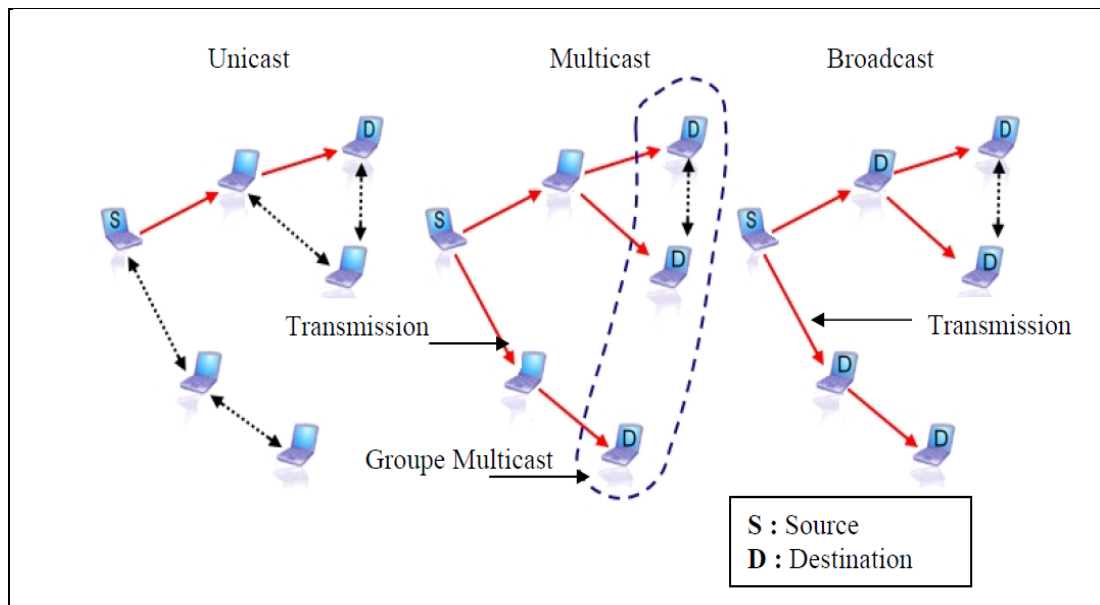 Unicast
Multicast
Broadcast
D
S
D
D
S
D
D
S
D
D
Transmission
Transmission
D
D
D
Groupe Multicast
S : Source
D : Destination